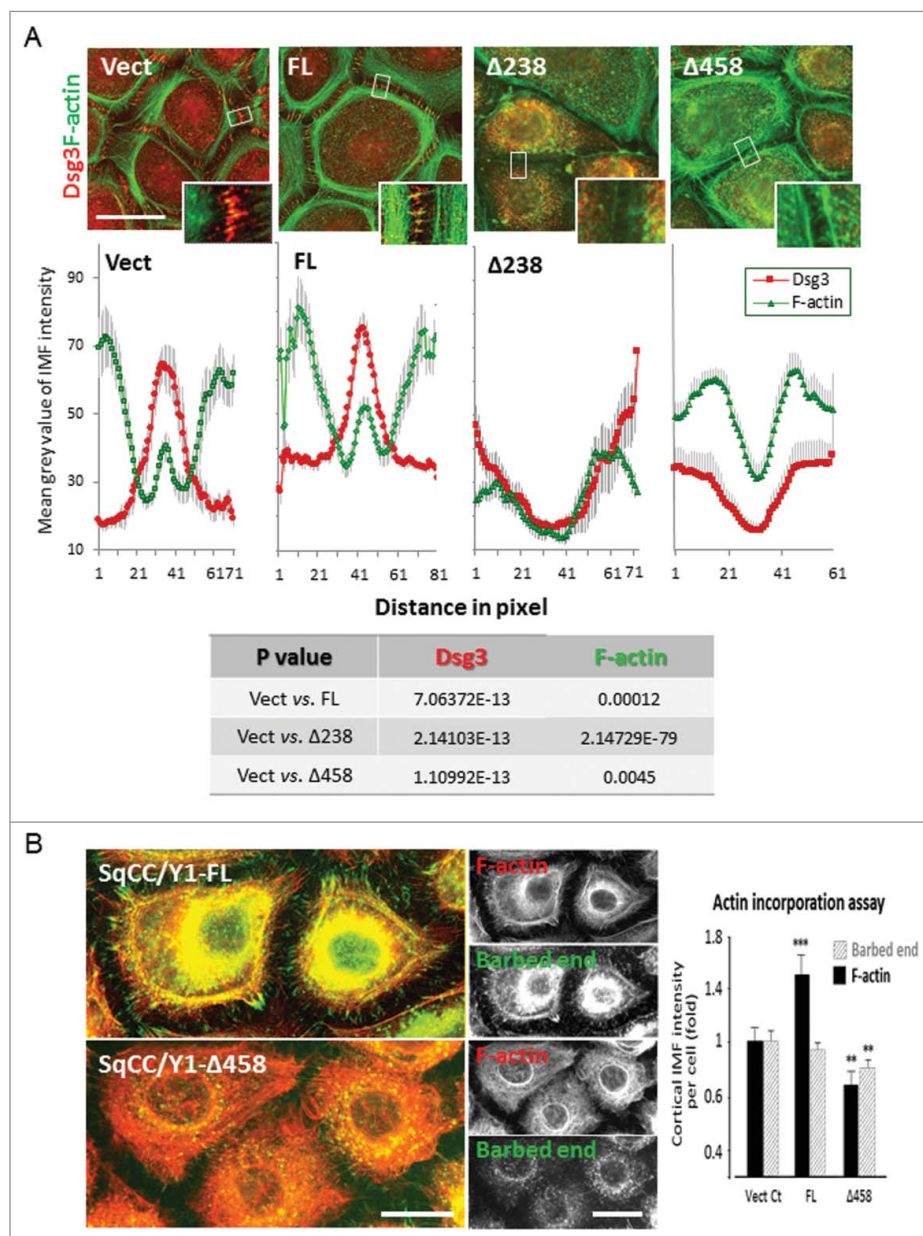 A
Dsg3F-actin
Vect
FL
Δ238
Δ458
Mean grey value of IMF intensity
Vect
FL
Δ238
Dsg3
F-actin
90
70
50
30
10
1 21 41 61 71
1 21 41 61 81
1 21 41 61 71
1 21 41 61
Distance in pixel
P value Dsg3 F-actin
Vect vs. FL 7.06372E-13 0.00012
Vect vs. Δ238 2.14103E-13 2.14729E-79
Vect vs. Δ458 1.10992E-13 0.0045
B
SqCC/Y1-FL
F-actin
Barbed end
SqCC/Y1-Δ458
F-actin
Barbed end
Actin incorporation assay
Cortical IMF intensity
per cell (fold)
1.8
1.4
1
0.6
0.4
***
** **
Barbed end
F-actin
Vect Ct FL Δ458